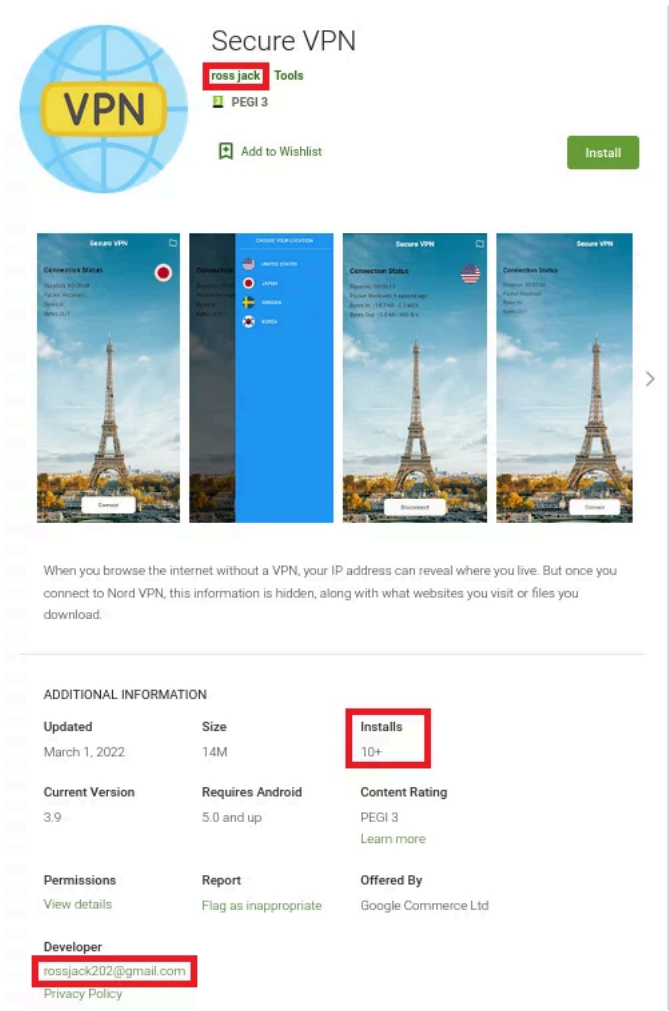 Secure VPN
ross jack Tools
PEGI 3
VPN
Add to Wishlist
Install
Secure VPN
Connection Status
Packet Received:
Bytes In:
Bytes OUT:
Connect
CHOOSE YOUR LOCATION
UNITED STATES
JAPAN
SWEDEN
KOREA
Secure VPN
Connection Status
Disconnect
Secure VPN
Connection Status
Connect
When you browse the internet without a VPN, your IP address can reveal where you live. But once you
connect to Nord VPN, this information is hidden, along with what websites you visit or files you
download.
ADDITIONAL INFORMATION
Updated Size Installs
March 1, 2022 14M 10+
Current Version Requires Android Content Rating
3.9 5.0 and up PEGI 3
Learn more
Permissions Report Offered By
View details Flag as inappropriate Google Commerce Ltd
Developer
rossjack202@gmail.com
Privacy Policy